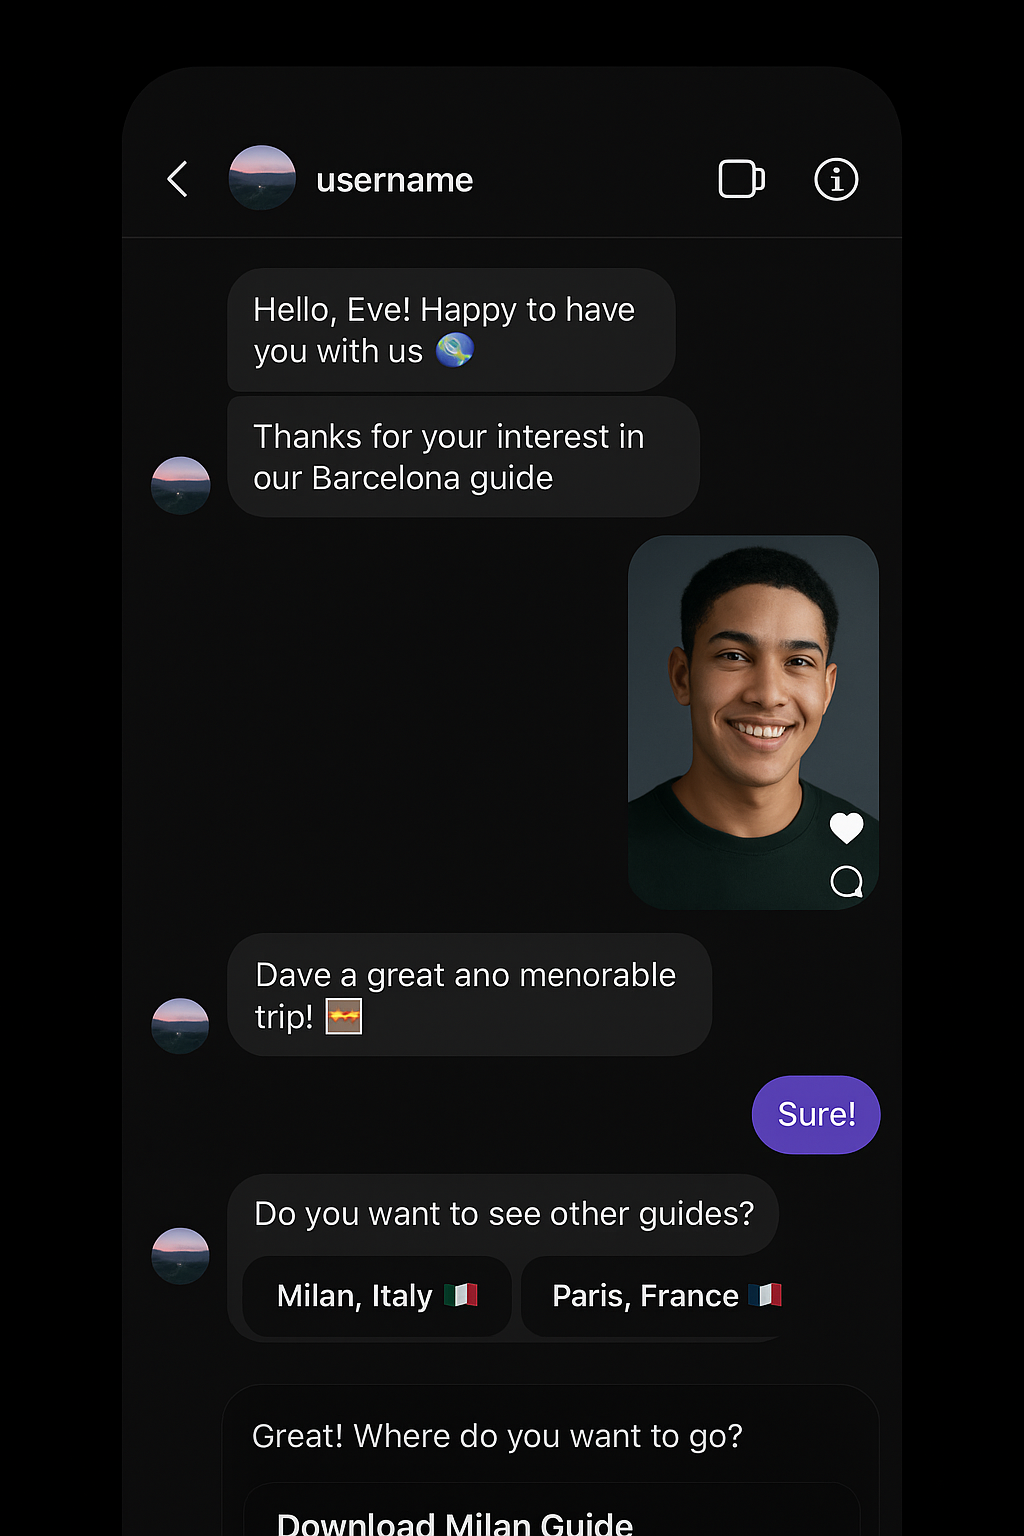 username
Hello, Eve! Happy to have
you with us
Thanks for your interest in
our Barcelona guide
Dave a great ano menorable
trip!
Sure!
Do you want to see other guides?
Milan, Italy
Paris, France
Great! Where do you want to go?
Download Milan Guide